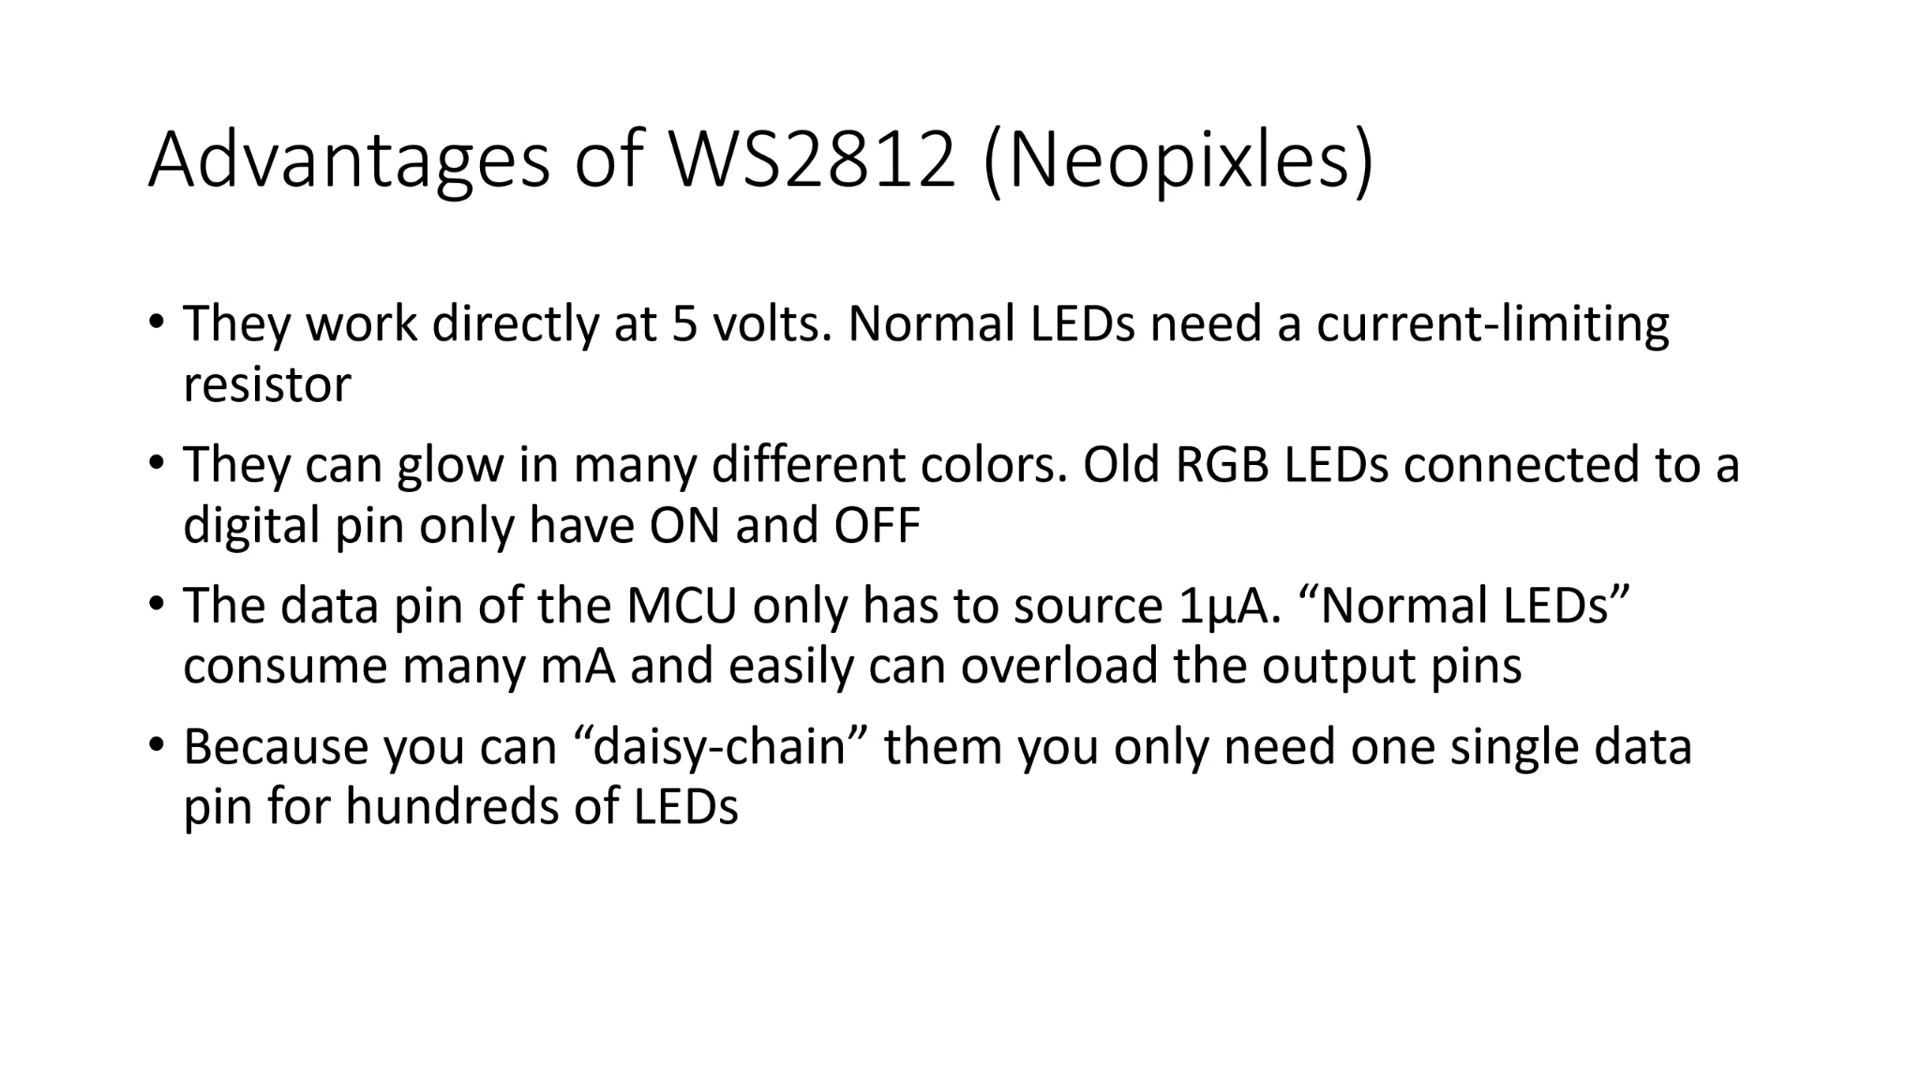 Advantages of WS2812 (Neopixles)
• They work directly at 5 volts. Normal LEDs need a current-limiting
resistor
• They can glow in many different colors. Old RGB LEDs connected to a
digital pin only have ON and OFF
• The data pin of the MCU only has to source 1µA. “Normal LEDs”
consume many mA and easily can overload the output pins
• Because you can “daisy-chain” them you only need one single data
pin for hundreds of LEDs